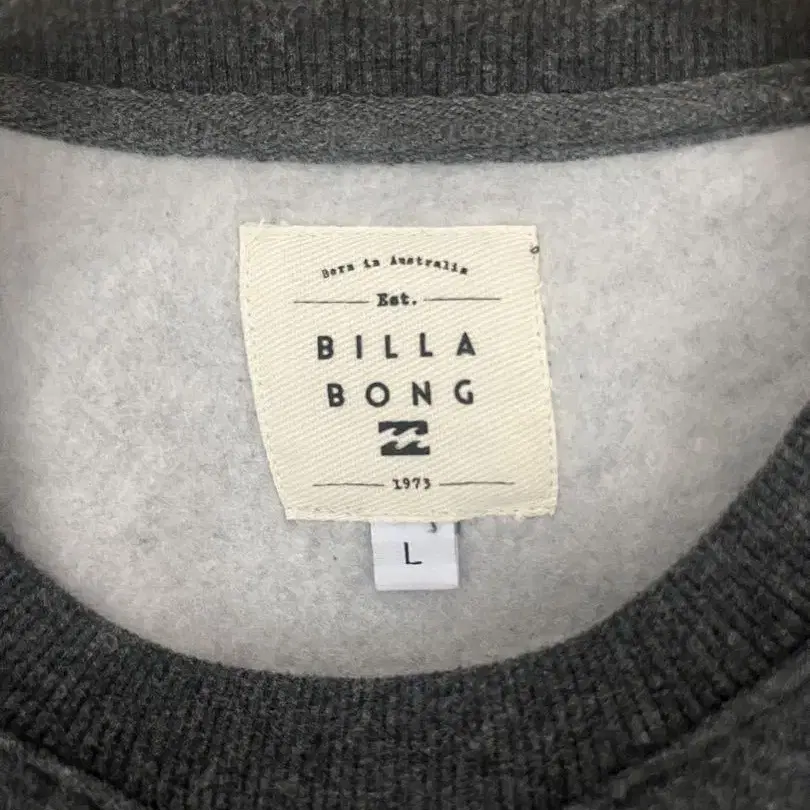 Born in Australia
Est.
BILLA
BONG
1973
L